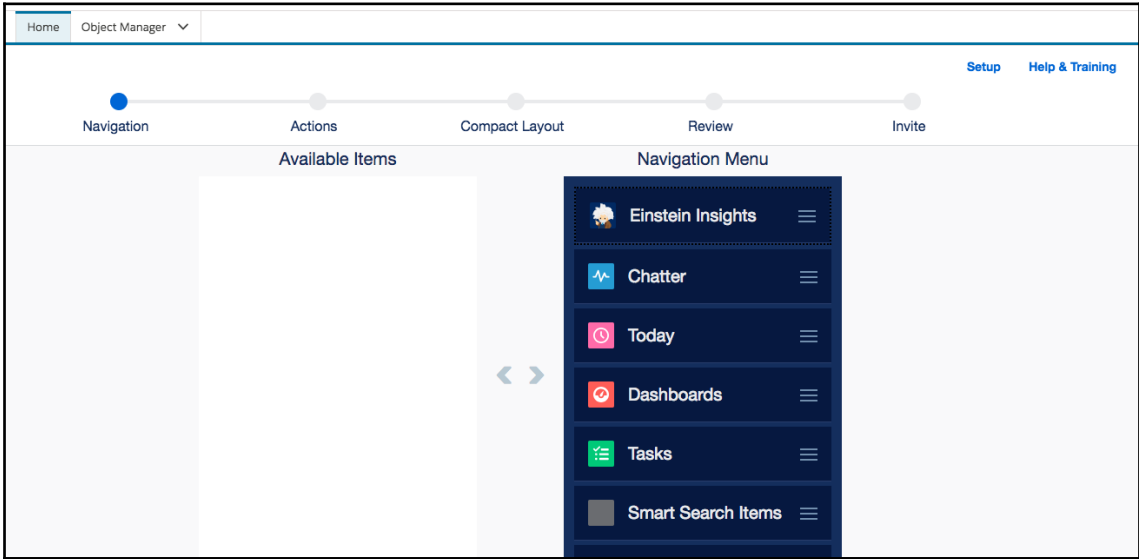 Home Object Manager
Setup Help & Training
Navigation Actions Compact Layout Review Invite
Available Items Navigation Menu
Einstein Insights
Chatter
Today
Dashboards
Tasks
Smart Search Items